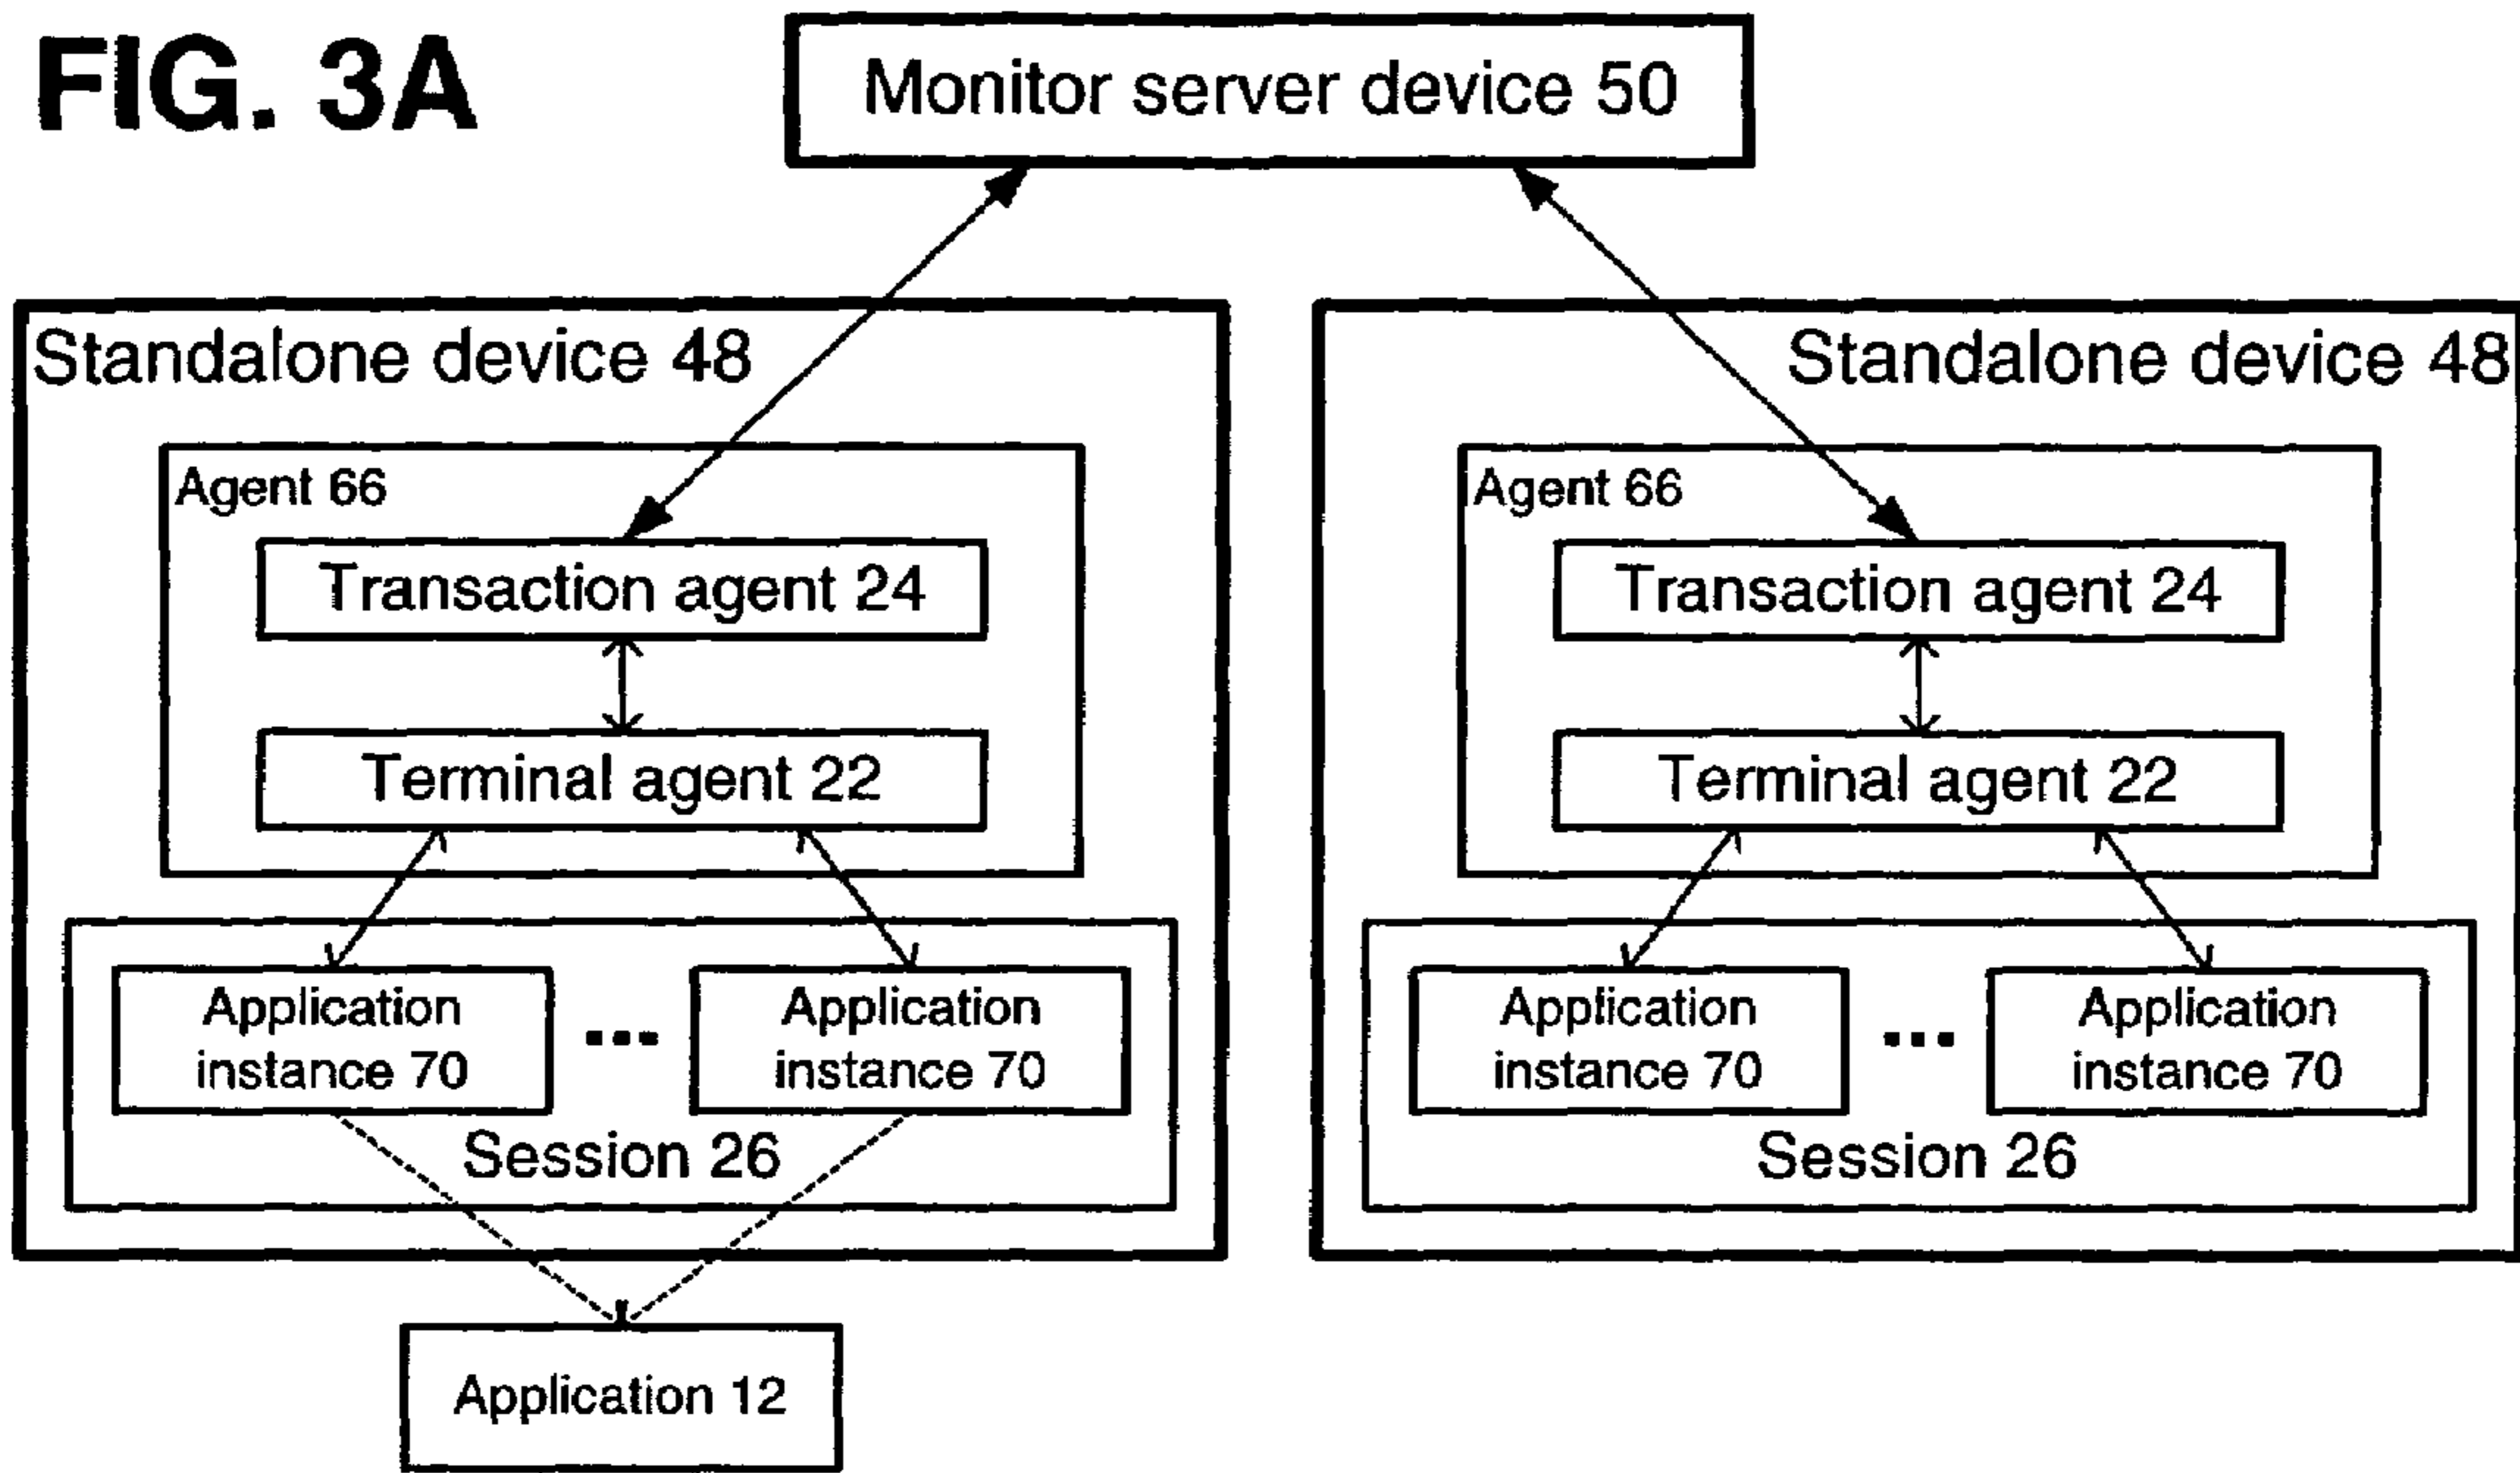 FIG. 3A
Monitor server device 50
Standalone device 48
Agent 66
Transaction agent 24
Terminal agent 22
Application
instance 70
...
Application
instance 70
Session 26
Application 12
Standalone device 48
Agent 66
Transaction agent 24
Terminal agent 22
Application
instance 70
...
Application
instance 70
Session 26